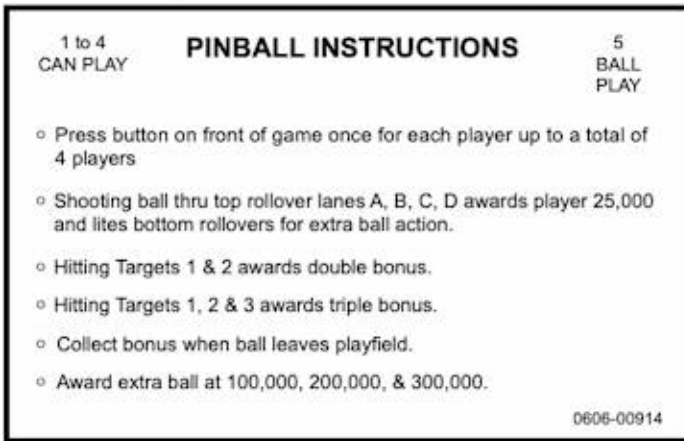 1 to 4
CAN PLAY
PINBALL INSTRUCTIONS
5
BALL
PLAY
◦ Press button on front of game once for each player up to a total of
4 players
◦ Shooting ball thru top rollover lanes A, B, C, D awards player 25,000
and lites bottom rollovers for extra ball action.
◦ Hitting Targets 1 & 2 awards double bonus.
◦ Hitting Targets 1, 2 & 3 awards triple bonus.
◦ Collect bonus when ball leaves playfield.
◦ Award extra ball at 100,000, 200,000, & 300,000.
0606-00914